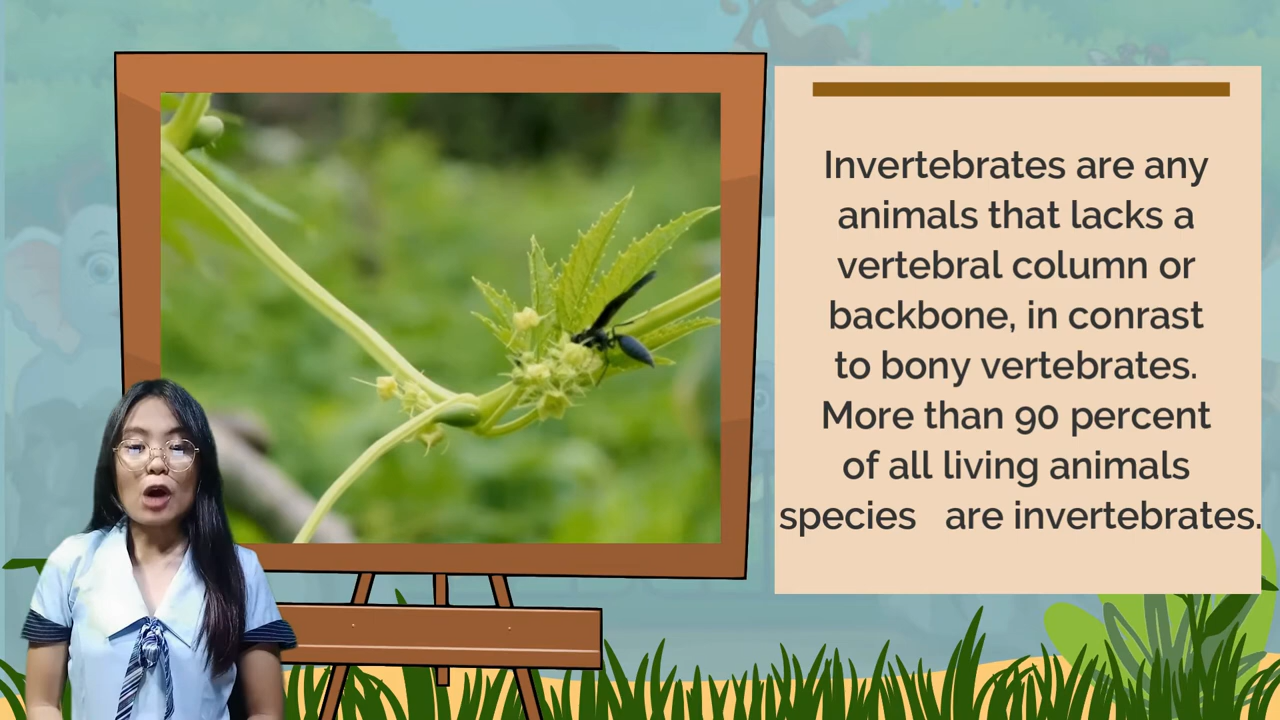 Invertebrates are any
animals that lacks a
vertebral column or
backbone, in conrast
to bony vertebrates.
More than 90 percent
of all living animals
species are invertebrates.